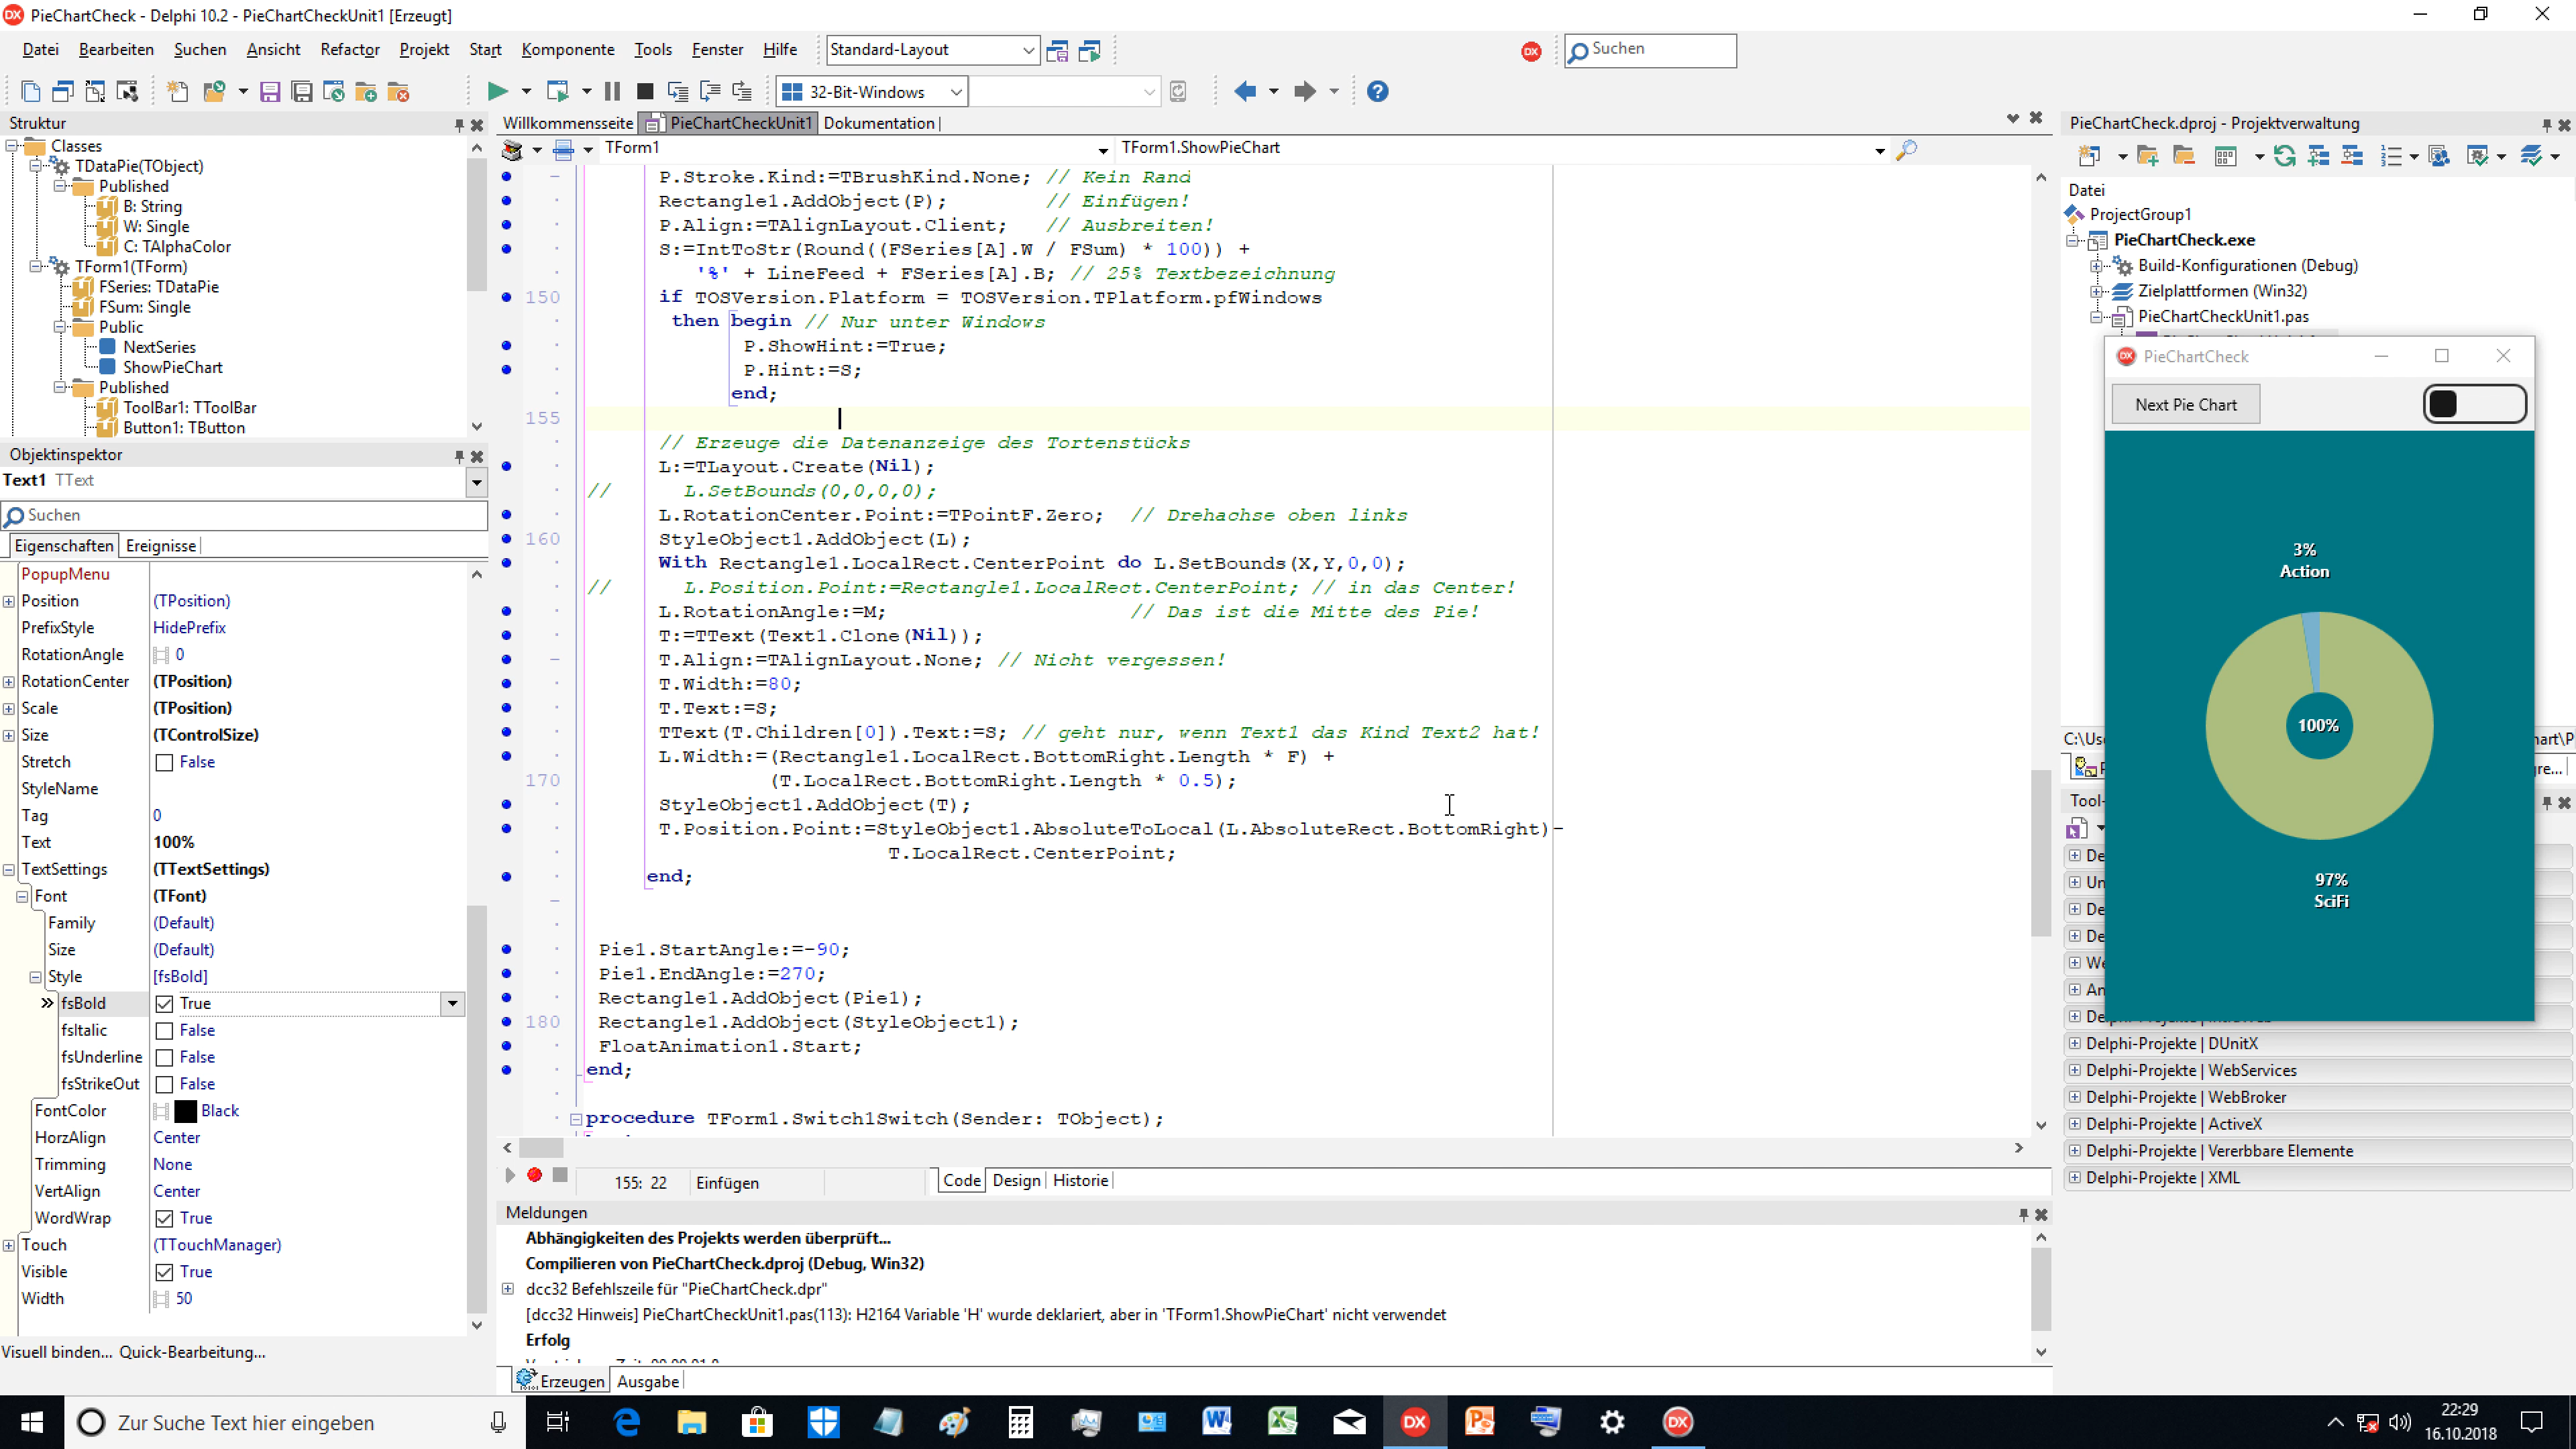 PieChartCheck - Delphi 10.2 - PieChartCheckUnit1 [Erzeugt]
Datei Bearbeiten Suchen Ansicht Refactor Projekt Start Komponente Tools Fenster Hilfe
Standard-Layout
Suchen
32-Bit-Windows
Struktur
Classes
TDataPie(TObject)
Published
B: String
W: Single
C: TAlphaColor
TForm1(TForm)
FSeries: TDataPie
FSum: Single
Public
NextSeries
ShowPieChart
Published
ToolBar1: TToolBar
Button1: TButton
Objektinspektor
Text1 TText
Suchen
Eigenschaften Ereignisse
PopupMenu
Position (TPosition)
PrefixStyle HidePrefix
RotationAngle 0
RotationCenter (TPosition)
Scale (TPosition)
Size (TControlSize)
Stretch False
StyleName
Tag 0
Text 100%
TextSettings (TTextSettings)
Font (TFont)
Family (Default)
Size (Default)
Style [fsBold]
fsBold True
fsItalic False
fsUnderline False
fsStrikeOut False
FontColor Black
HorzAlign Center
Trimming None
VertAlign Center
WordWrap True
Touch (TTouchManager)
Visible True
Width 50
Visuell binden... Quick-Bearbeitung...
Willkommensseite PieChartCheckUnit1 Dokumentation
TForm1 TForm1.ShowPieChart
P.Stroke.Kind:=TBrushKind.None; // Kein Rand
Rectangle1.AddObject(P); // Einfügen!
P.Align:=TAlignLayout.Client; // Ausbreiten!
S:=IntToStr(Round((FSeries[A].W / FSum) * 100)) +
'%' + LineFeed + FSeries[A].B; // 25% Textbezeichnung
150 if TOSVersion.Platform = TOSVersion.TPlatform.pfWindows
then begin // Nur unter Windows
P.ShowHint:=True;
P.Hint:=S;
end;
155
// Erzeuge die Datenanzeige des Tortenstücks
L:=TLayout.Create(Nil);
// L.SetBounds(0,0,0,0);
L.RotationCenter.Point:=TPointF.Zero; // Drehachse oben links
160 StyleObject1.AddObject(L);
With Rectangle1.LocalRect.CenterPoint do L.SetBounds(X,Y,0,0);
// L.Position.Point:=Rectangle1.LocalRect.CenterPoint; // in das Center!
L.RotationAngle:=M; // Das ist die Mitte des Pie!
T:=TText(Text1.Clone(Nil));
T.Align:=TAlignLayout.None; // Nicht vergessen!
T.Width:=80;
T.Text:=S;
TText(T.Children[0]).Text:=S; // geht nur, wenn Text1 das Kind Text2 hat!
L.Width:=(Rectangle1.LocalRect.BottomRight.Length * F) +
170 (T.LocalRect.BottomRight.Length * 0.5);
StyleObject1.AddObject(T);
T.Position.Point:=StyleObject1.AbsoluteToLocal(L.AbsoluteRect.BottomRight)-
T.LocalRect.CenterPoint;
end;
Pie1.StartAngle:=-90;
Pie1.EndAngle:=270;
Rectangle1.AddObject(Pie1);
180 Rectangle1.AddObject(StyleObject1);
FloatAnimation1.Start;
end;
procedure TForm1.Switch1Switch(Sender: TObject);
155: 22 Einfügen Code Design Historie
Meldungen
Abhängigkeiten des Projekts werden überprüft...
Compilieren von PieChartCheck.dproj (Debug, Win32)
dcc32 Befehlszeile für "PieChartCheck.dpr"
[dcc32 Hinweis] PieChartCheckUnit1.pas(113): H2164 Variable 'H' wurde deklariert, aber in 'TForm1.ShowPieChart' nicht verwendet
Erfolg
Erzeugen Ausgabe
PieChartCheck.dproj - Projektverwaltung
Datei
ProjectGroup1
PieChartCheck.exe
Build-Konfigurationen (Debug)
Zielplattformen (Win32)
PieChartCheckUnit1.pas
PieChartCheck
Next Pie Chart
3%
Action
100%
97%
SciFi
C:\Us
Tool-
Delphi-Projekte | DUnitX
Delphi-Projekte | WebServices
Delphi-Projekte | WebBroker
Delphi-Projekte | ActiveX
Delphi-Projekte | Vererbbare Elemente
Delphi-Projekte | XML
Zur Suche Text hier eingeben
22:29
16.10.2018